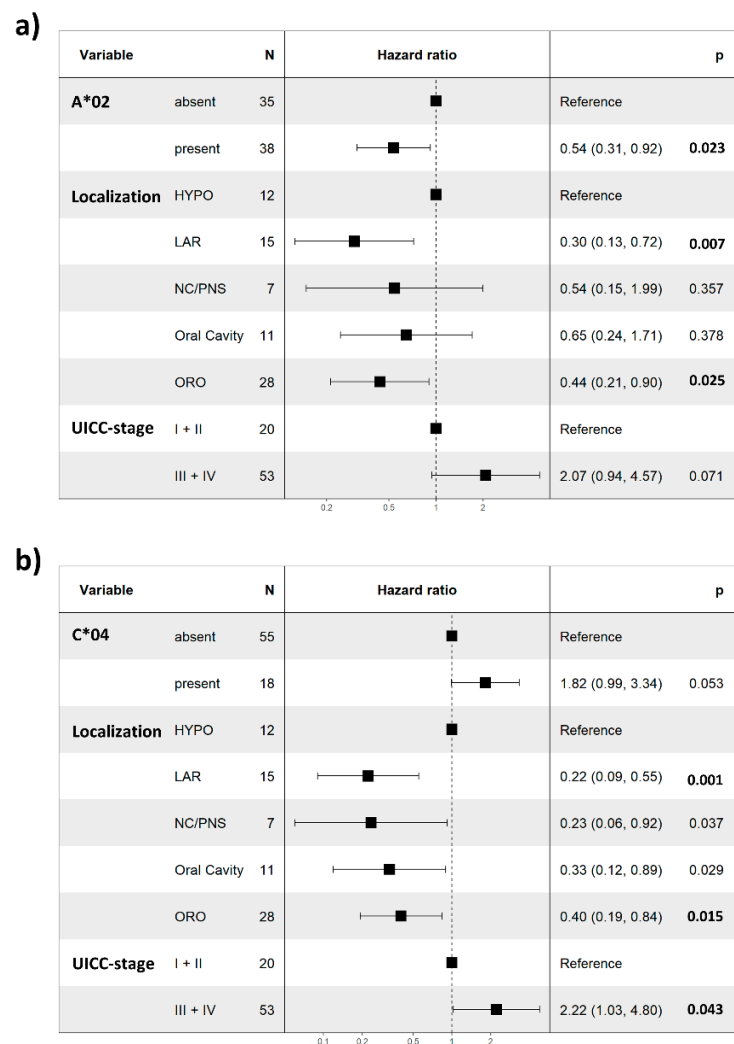 a)
Variable N Hazard ratio p
A*02 absent 35 Reference
present 38 0.54 (0.31, 0.92) 0.023
Localization HYPO 12 Reference
LAR 15 0.30 (0.13, 0.72) 0.007
NC/PNS 7 0.54 (0.15, 1.99) 0.357
Oral Cavity 11 0.65 (0.24, 1.71) 0.378
ORO 28 0.44 (0.21, 0.90) 0.025
UICC-stage I + II 20 Reference
III + IV 53 2.07 (0.94, 4.57) 0.071
0.2 0.5 1 2
b)
Variable N Hazard ratio p
C*04 absent 55 Reference
present 18 1.82 (0.99, 3.34) 0.053
Localization HYPO 12 Reference
LAR 15 0.22 (0.09, 0.55) 0.001
NC/PNS 7 0.23 (0.06, 0.92) 0.037
Oral Cavity 11 0.33 (0.12, 0.89) 0.029
ORO 28 0.40 (0.19, 0.84) 0.015
UICC-stage I + II 20 Reference
III + IV 53 2.22 (1.03, 4.80) 0.043
0.1 0.2 0.5 1 2